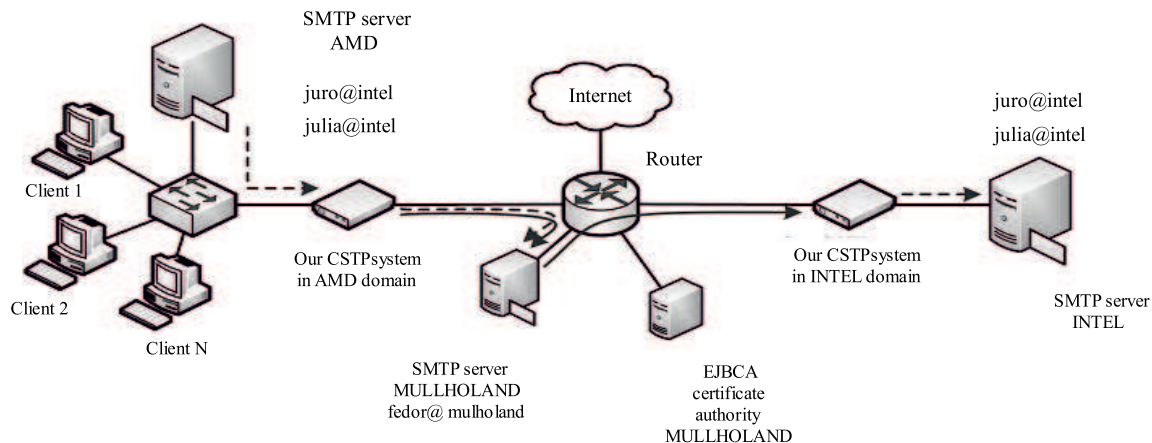 SMTP server
AMD
juro@intel
julia@intel
Client 1
Client 2
Client N
Our CSTPsystem
in AMD domain
Internet
Router
SMTP server
MULLHOLAND
fedor@ mulholand
EJBCA
certificate
authority
MULLHOLAND
Our CSTPsystem
in INTEL domain
juro@intel
julia@intel
SMTP server
INTEL